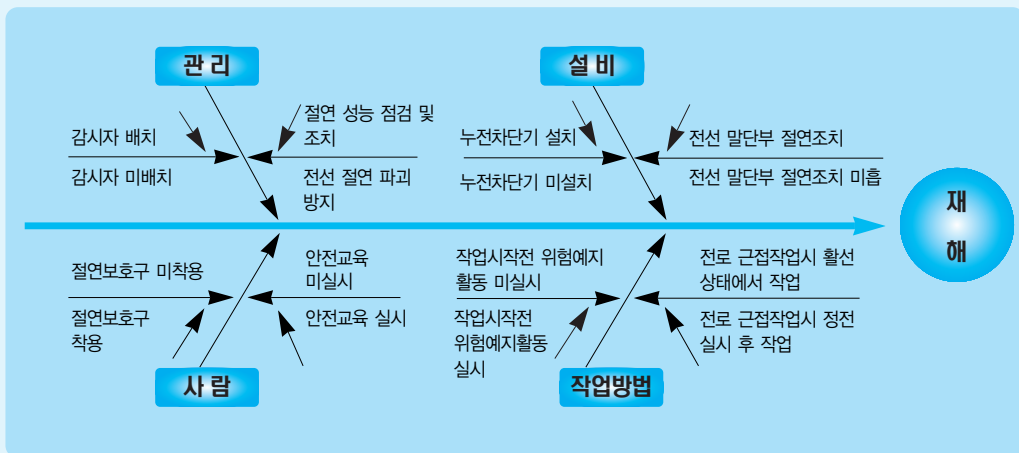 관 리
설 비
감시자 배치
감시자 미배치
절연 성능 점검 및
조치
전선 절연 파괴
방지
누전차단기 설치
누전차단기 미설치
전선 말단부 절연조치
전선 말단부 절연조치 미흡
재
해
절연보호구 미착용
절연보호구
착용
안전교육
미실시
안전교육 실시
작업시작전 위험예지
활동 미실시
작업시작전
위험예지활동
실시
전로 근접작업시 활선
상태에서 작업
전로 근접작업시 정전
실시 후 작업
사 람
작업방법